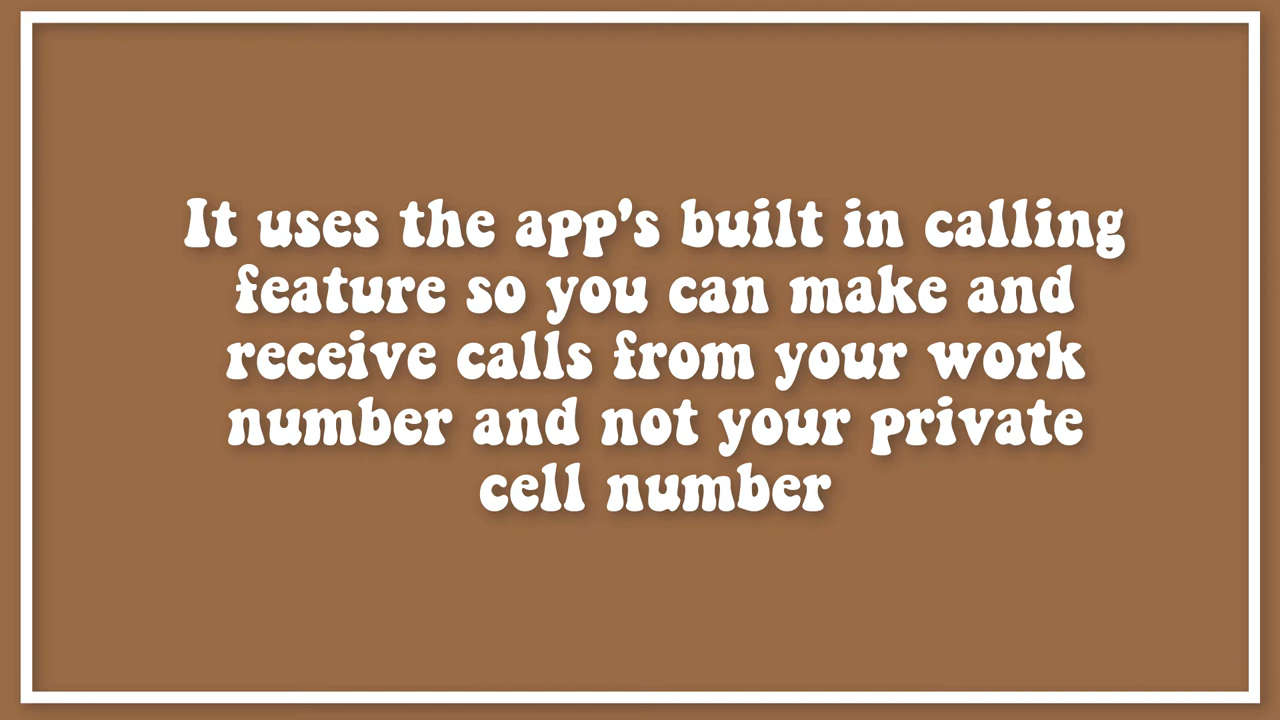 It uses the app's built in calling
feature so you can make and
receive calls from your work
number and not your private
cell number